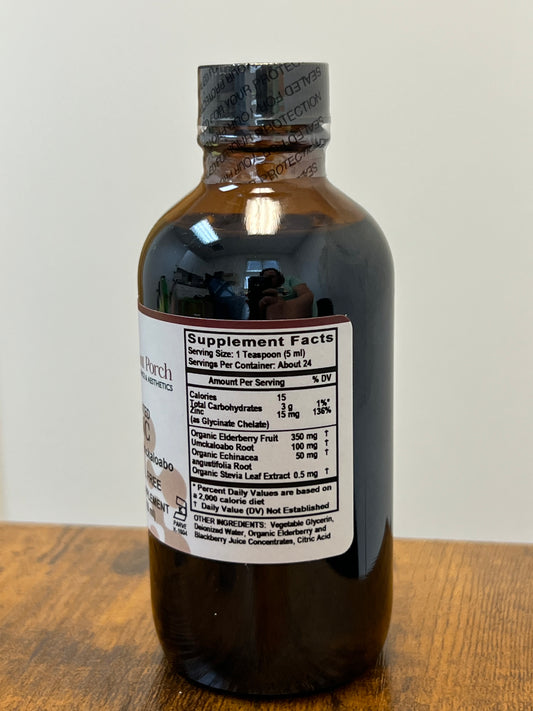 SEALED FOR YOUR PROTECTION
Porch
& AESTHETICS
FREE
PARVE
Supplement Facts
Serving Size: 1 Teaspoon (5 ml)
Servings Per Container: About 24
Amount Per Serving % DV
Calories 15
Total Carbohydrates 3 g 1%*
Zinc 15 mg 136%
(as Glycinate Chelate)
Organic Elderberry Fruit 350 mg †
Umckaloabo Root 100 mg †
Organic Echinacea 50 mg †
angustifolia Root
Organic Stevia Leaf Extract 0.5 mg †
* Percent Daily Values are based on
a 2,000 calorie diet
† Daily Value (DV) Not Established
OTHER INGREDIENTS: Vegetable Glycerin,
Deionized Water, Organic Elderberry and
Blackberry Juice Concentrates, Citric Acid